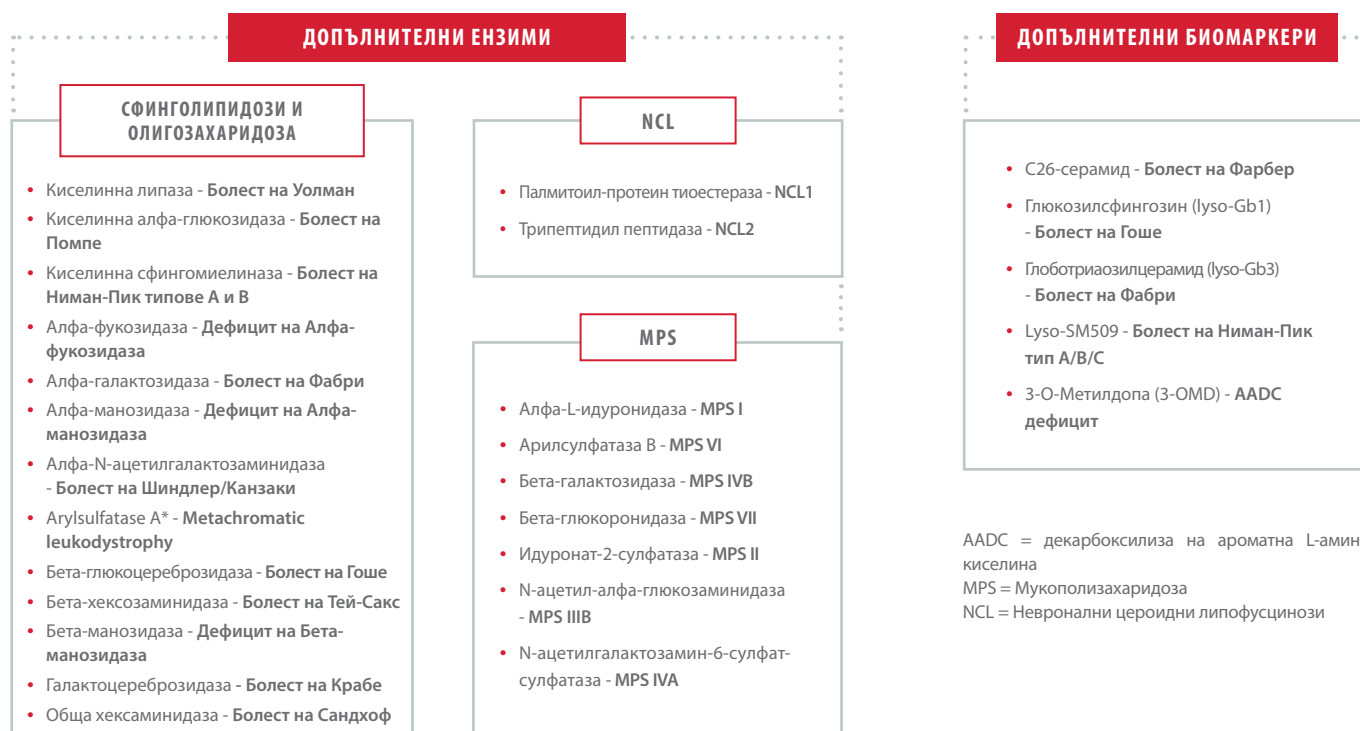 ДОПЪЛНИТЕЛНИ ЕНЗИМИ
СФИНГОЛИПИДОЗИ И
ОЛИГОЗАХАРИДОЗА
• Киселинна липаза - Болест на Уолман
• Киселинна алфа-глюкозидаза - Болест на
Помпе
• Киселинна сфингомиелиназа - Болест на
Ниман-Пик типове А и В
• Алфа-фукозидаза - Дефицит на Алфа-
фукозидаза
• Алфа-галактозидаза - Болест на Фабри
• Алфа-манозидаза - Дефицит на Алфа-
манозидаза
• Алфа-N-ацетилгалактозаминидаза
- Болест на Шиндлер/Канзаки
• Arylsulfatase A* - Metachromatic
leukodystrophy
• Бета-глюкоцереброзидаза - Болест на Гоше
• Бета-хексозаминидаза - Болест на Тей-Сакс
• Бета-манозидаза - Дефицит на Бета-
манозидаза
• Галактоцереброзидаза - Болест на Крабе
• Обща хексаминидаза - Болест на Сандхоф
NCL
• Палмитоил-протеин тиоестераза - NCL1
• Трипептидил пептидаза - NCL2
MPS
• Алфа-L-идуронидаза - MPS I
• Арилсулфатаза B - MPS VI
• Бета-галактозидаза - MPS IVB
• Бета-глюкоронидаза - MPS VII
• Идуронат-2-сулфатаза - MPS II
• N-ацетил-алфа-глюкозаминидаза
- MPS IIIB
• N-ацетилгалактозамин-6-сулфат-
сулфатаза - MPS IVA
ДОПЪЛНИТЕЛНИ БИОМАРКЕРИ
• C26-серамид - Болест на Фарбер
• Глюкозилсфингозин (lyso-Gb1)
- Болест на Гоше
• Глоботриаозилцерамид (lyso-Gb3)
- Болест на Фабри
• Lyso-SM509 - Болест на Ниман-Пик
тип A/B/C
• 3-О-Метилдопа (3-OMD) - AADC
дефицит
AADC = декарбоксилиза на ароматна L-амин
киселина
MPS = Мукополизахаридоза
NCL = Невронални цероидни липофусцинози